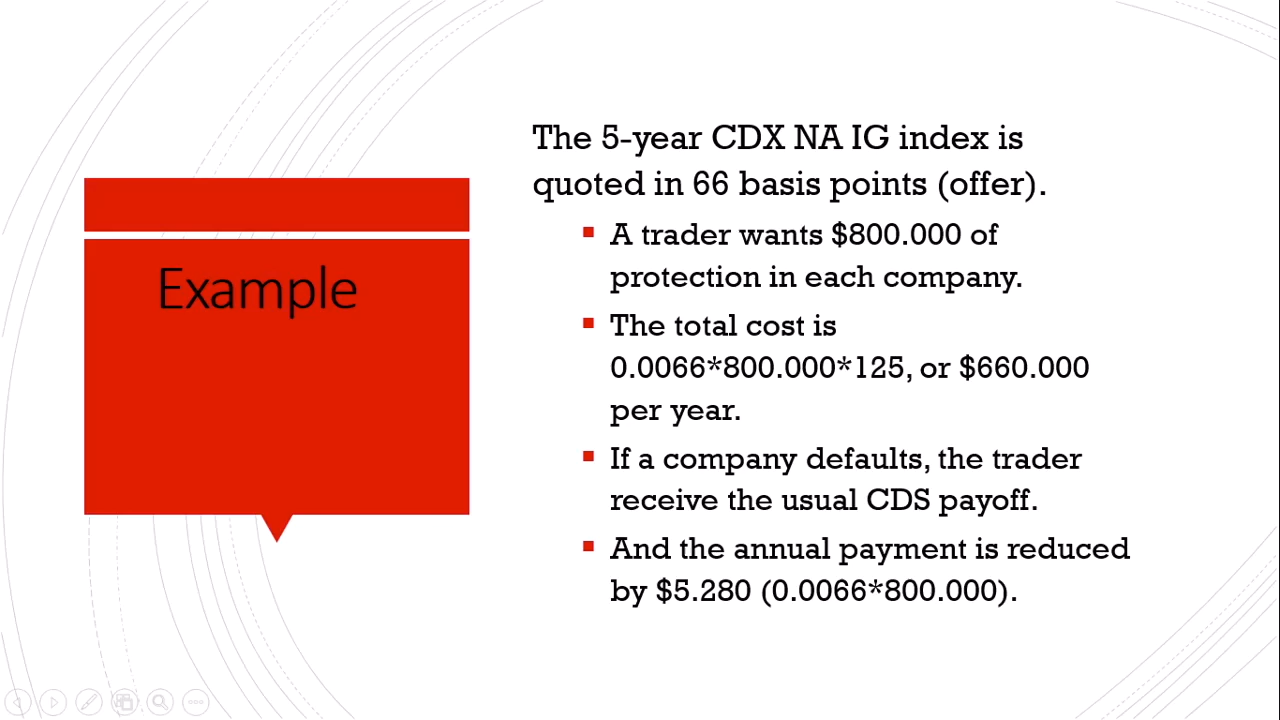 Example
The 5-year CDX NA IG index is
quoted in 66 basis points (offer).
A trader wants $800.000 of
protection in each company.
The total cost is
0.0066*800.000*125, or $660.000
per year.
If a company defaults, the trader
receive the usual CDS payoff.
And the annual payment is reduced
by $5.280 (0.0066*800.000).